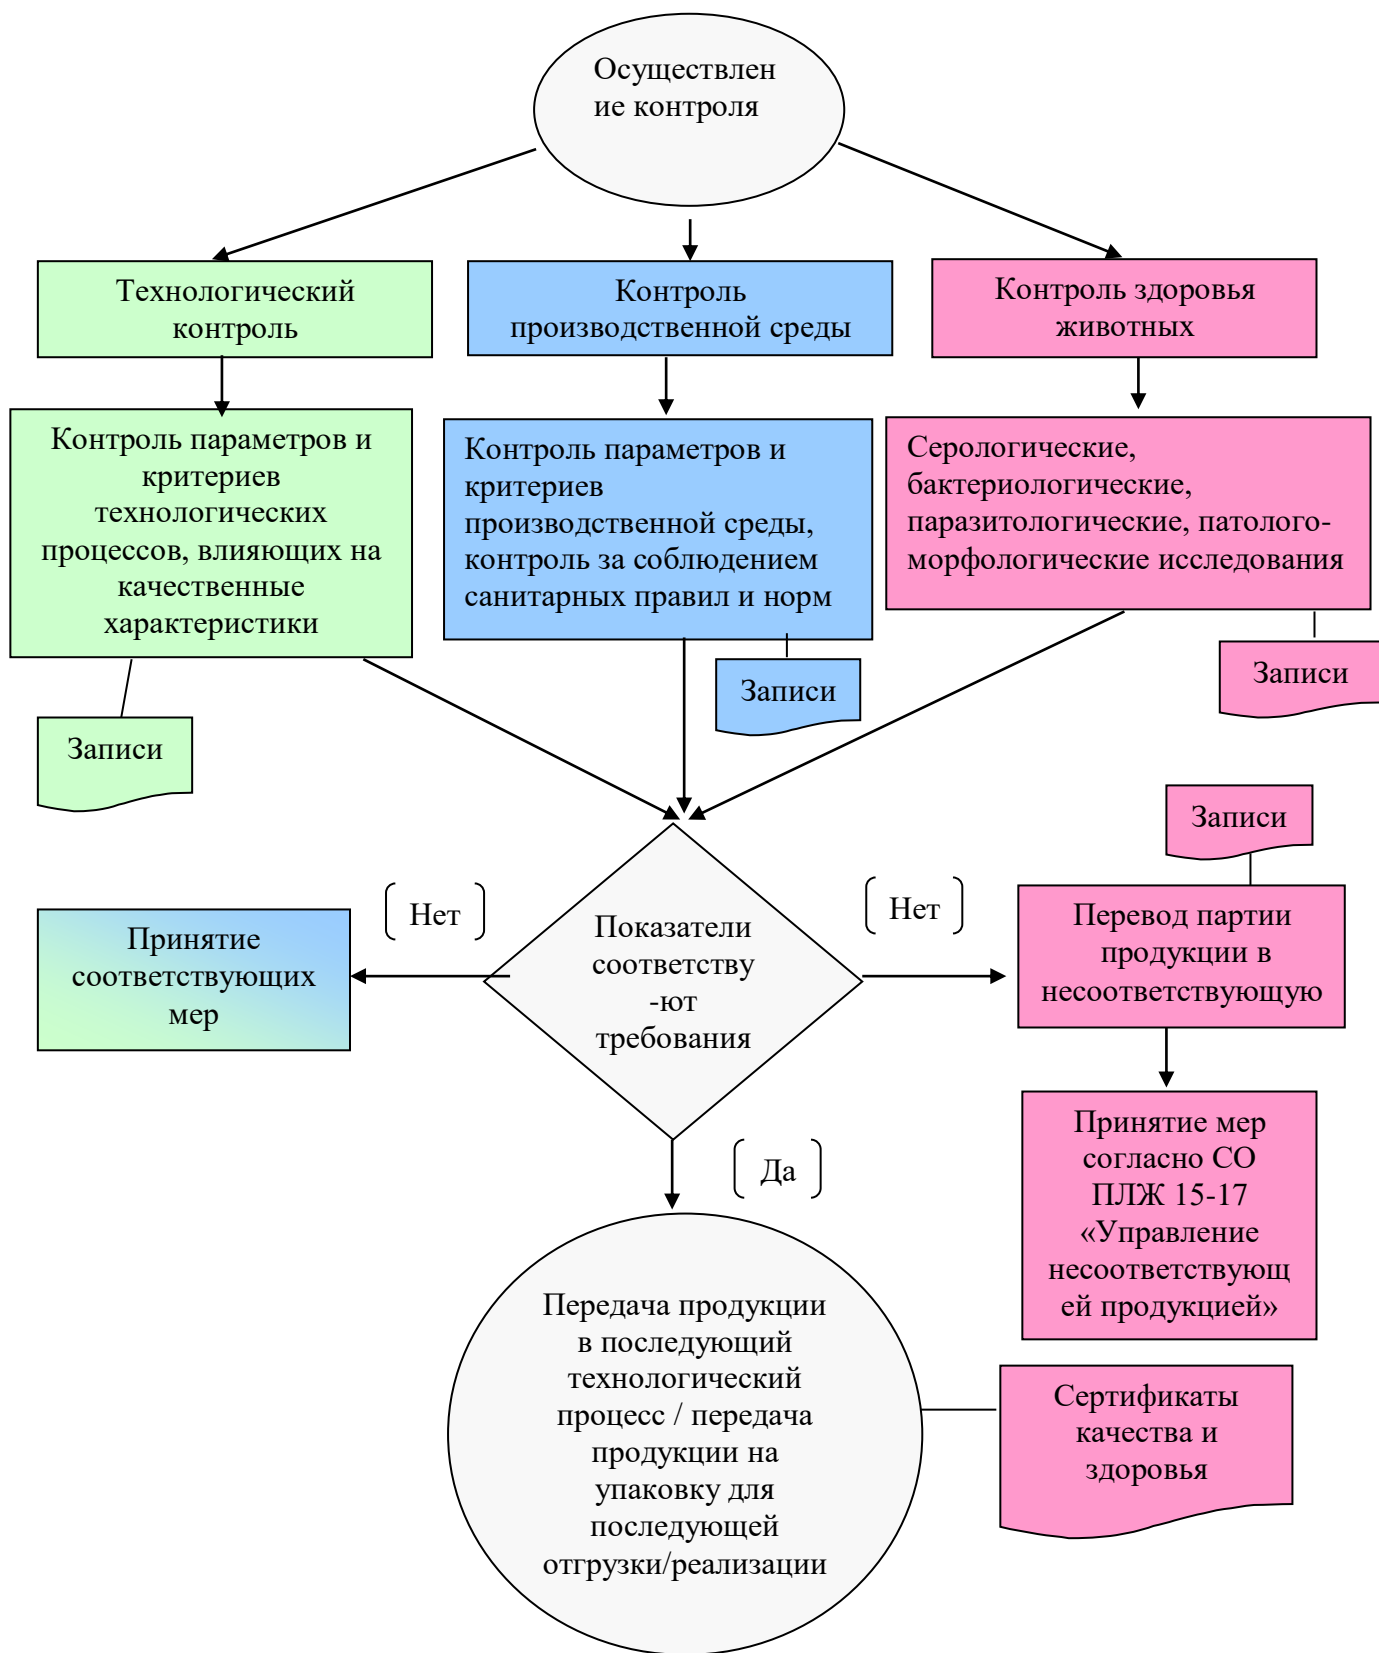 Осуществлен
ие контроля
Технологический
контроль
Контроль
производственной среды
Контроль здоровья
животных
Контроль параметров и
критериев
технологических
процессов, влияющих на
качественные
характеристики
Контроль параметров и
критериев
производственной среды,
контроль за соблюдением
санитарных правил и норм
Серологические,
бактериологические,
паразитологические, патолого-
морфологические исследования
Записи
Записи
Записи
Записи
Нет
Нет
Принятие
соответствующих
мер
Показатели
соответству
-ют
требования
Перевод партии
продукции в
несоответствующую
Да
Принятие мер
согласно СО
ПЛЖ 15-17
«Управление
несоответствующ
ей продукцией»
Передача продукции
в последующий
технологический
процесс / передача
продукции на
упаковку для
последующей
отгрузки/реализации
Сертификаты
качества и
здоровья